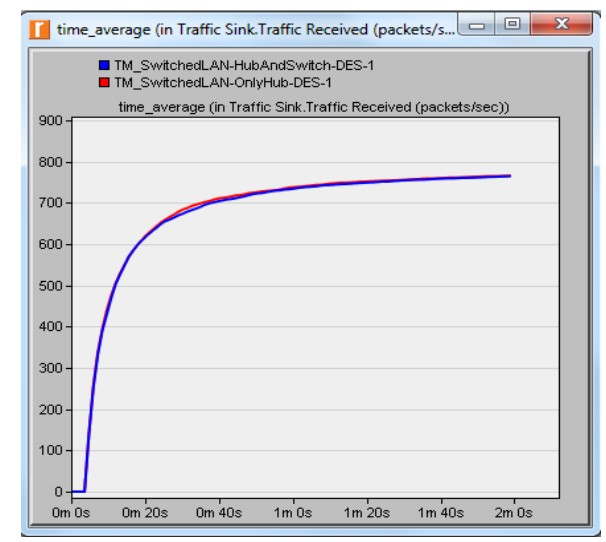 time_average (in Traffic Sink.Traffic Received (packets/s...
TM_SwitchedLAN-HubAndSwitch-DES-1
TM_SwitchedLAN-OnlyHub-DES-1
time_average (in Traffic Sink.Traffic Received (packets/sec))
900
800
700
600
500
400
300
200
100
0
0m 0s 0m 20s 0m 40s 1m 0s 1m 20s 1m 40s 2m 0s